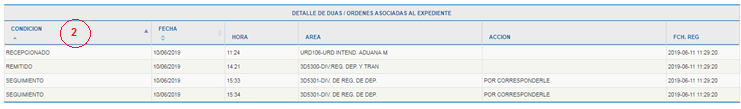 DETALLE DE DUAS / ORDENES ASOCIADAS AL EXPEDIENTE
CONDICION 2 FECHA HORA AREA ACCION FCH. REG
RECEPCIONADO 10/06/2019 11:24 URD106-URD INTEND. ADUANA M 2019-06-11 11:29:20
REMITIDO 10/06/2019 14:21 3D5300-DIV.REG. DEP. Y TRAN 2019-06-11 11:29:20
SEGUIMIENTO 10/06/2019 15:33 3D5301-DIV. DE REG. DE DEP. POR CORRESPONDERLE 2019-06-11 11:29:20
SEGUIMIENTO 10/06/2019 15:34 3D5301-DIV. DE REG. DE DEP. POR CORRESPONDERLE 2019-06-11 11:29:20